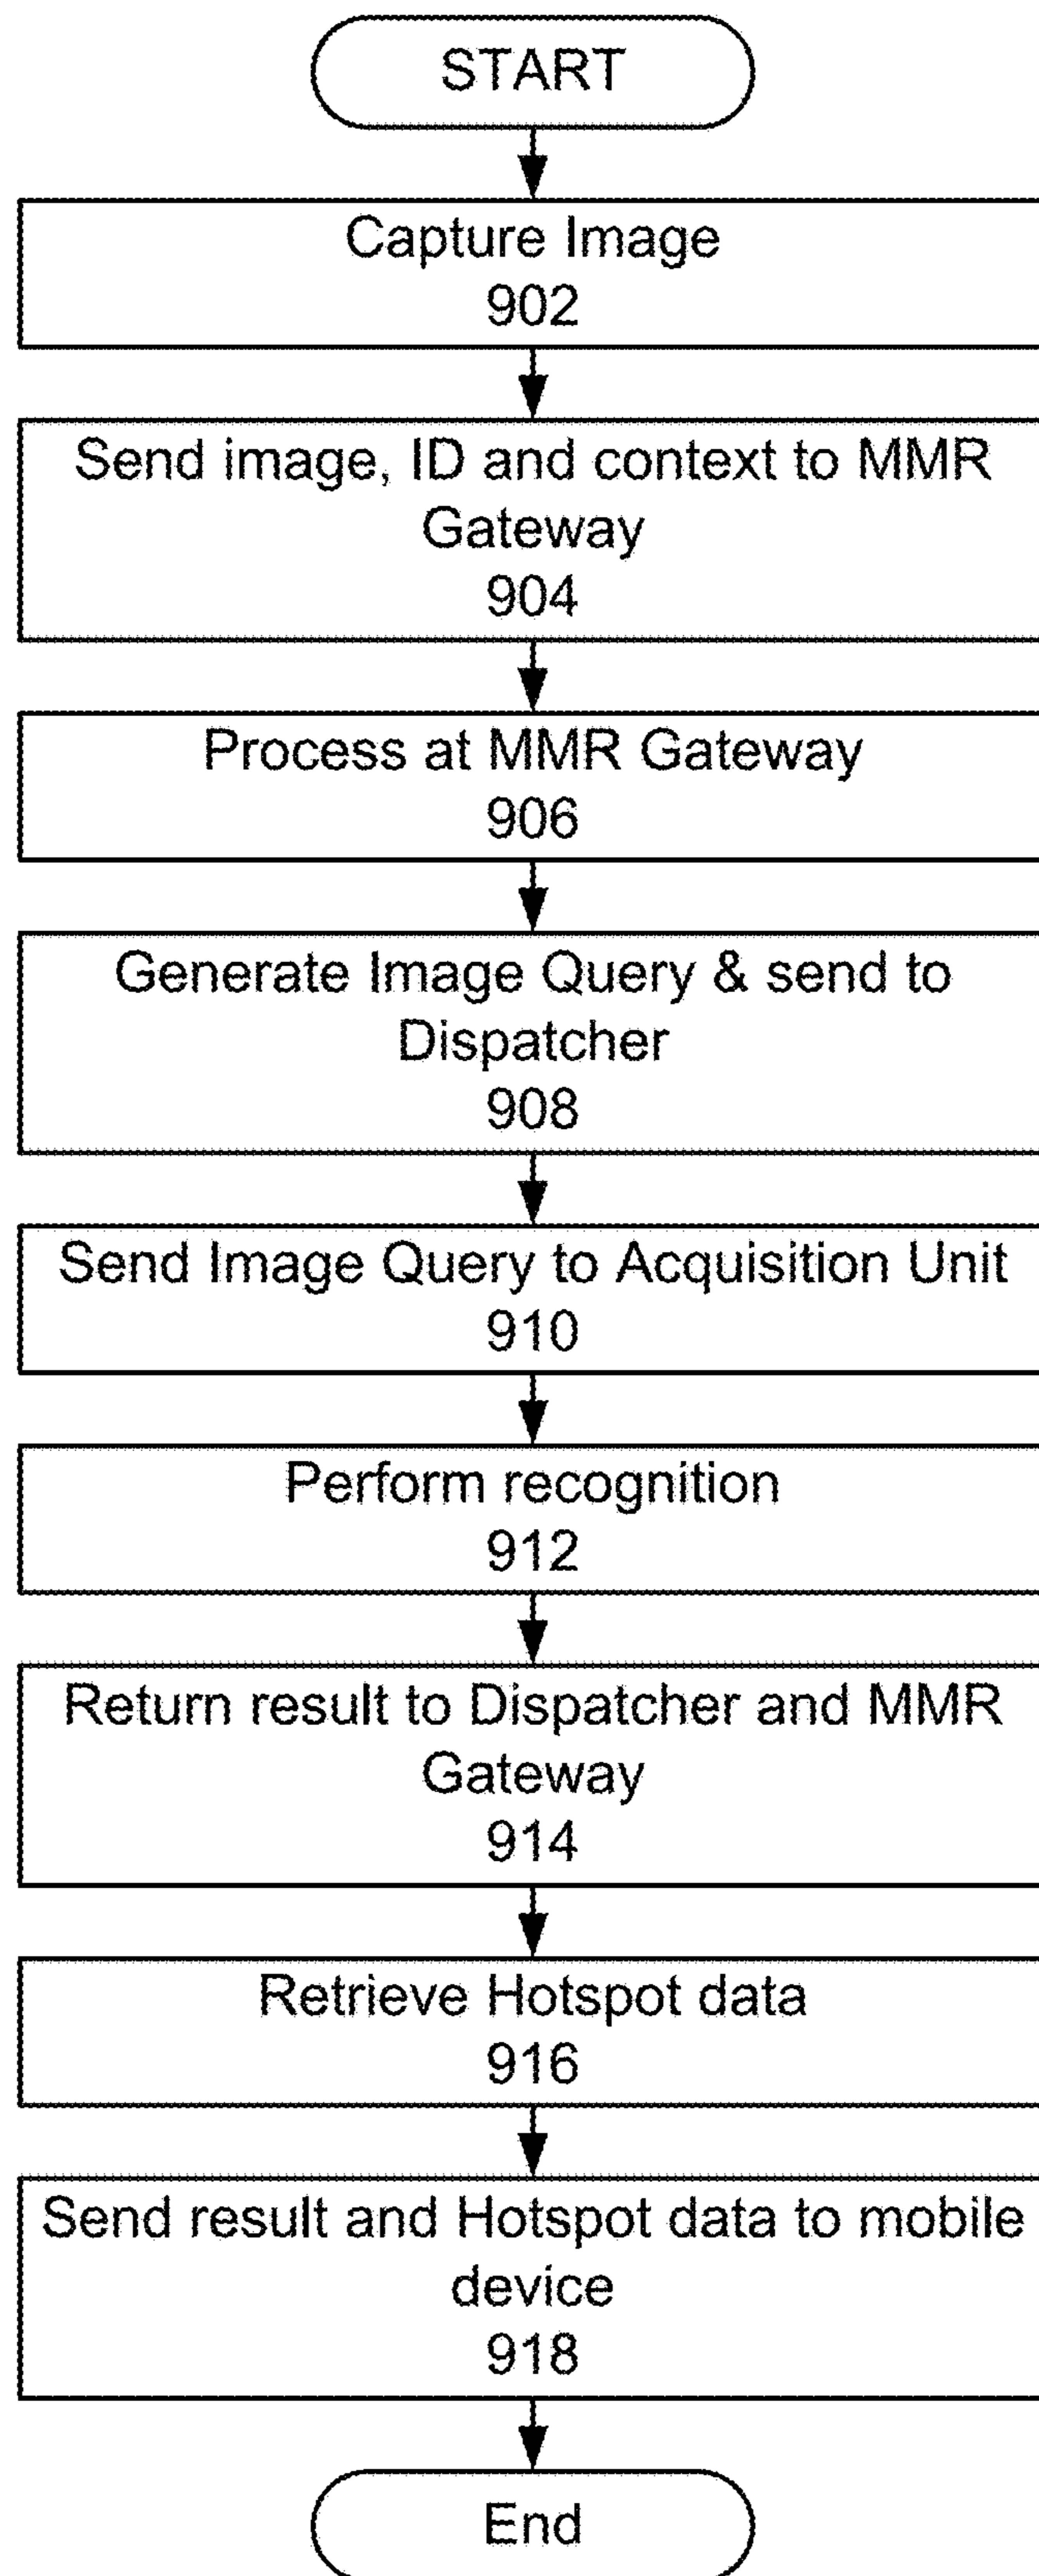 START
Capture Image
902
Send image, ID and context to MMR
Gateway
904
Process at MMR Gateway
906
Generate Image Query & send to
Dispatcher
908
Send Image Query to Acquisition Unit
910
Perform recognition
912
Return result to Dispatcher and MMR
Gateway
914
Retrieve Hotspot data
916
Send result and Hotspot data to mobile
device
918
End